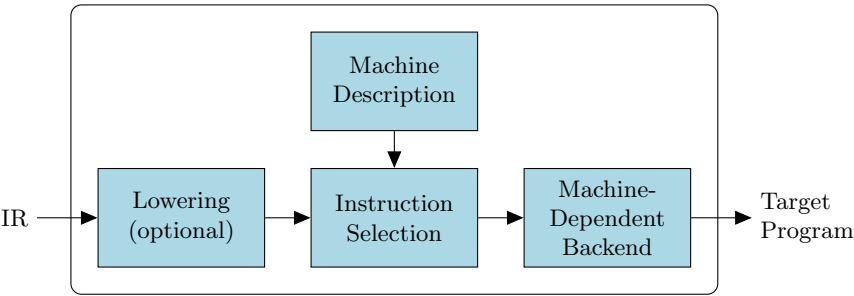 Machine
Description
IR
Lowering
(optional)
Instruction
Selection
Machine-
Dependent
Backend
Target
Program